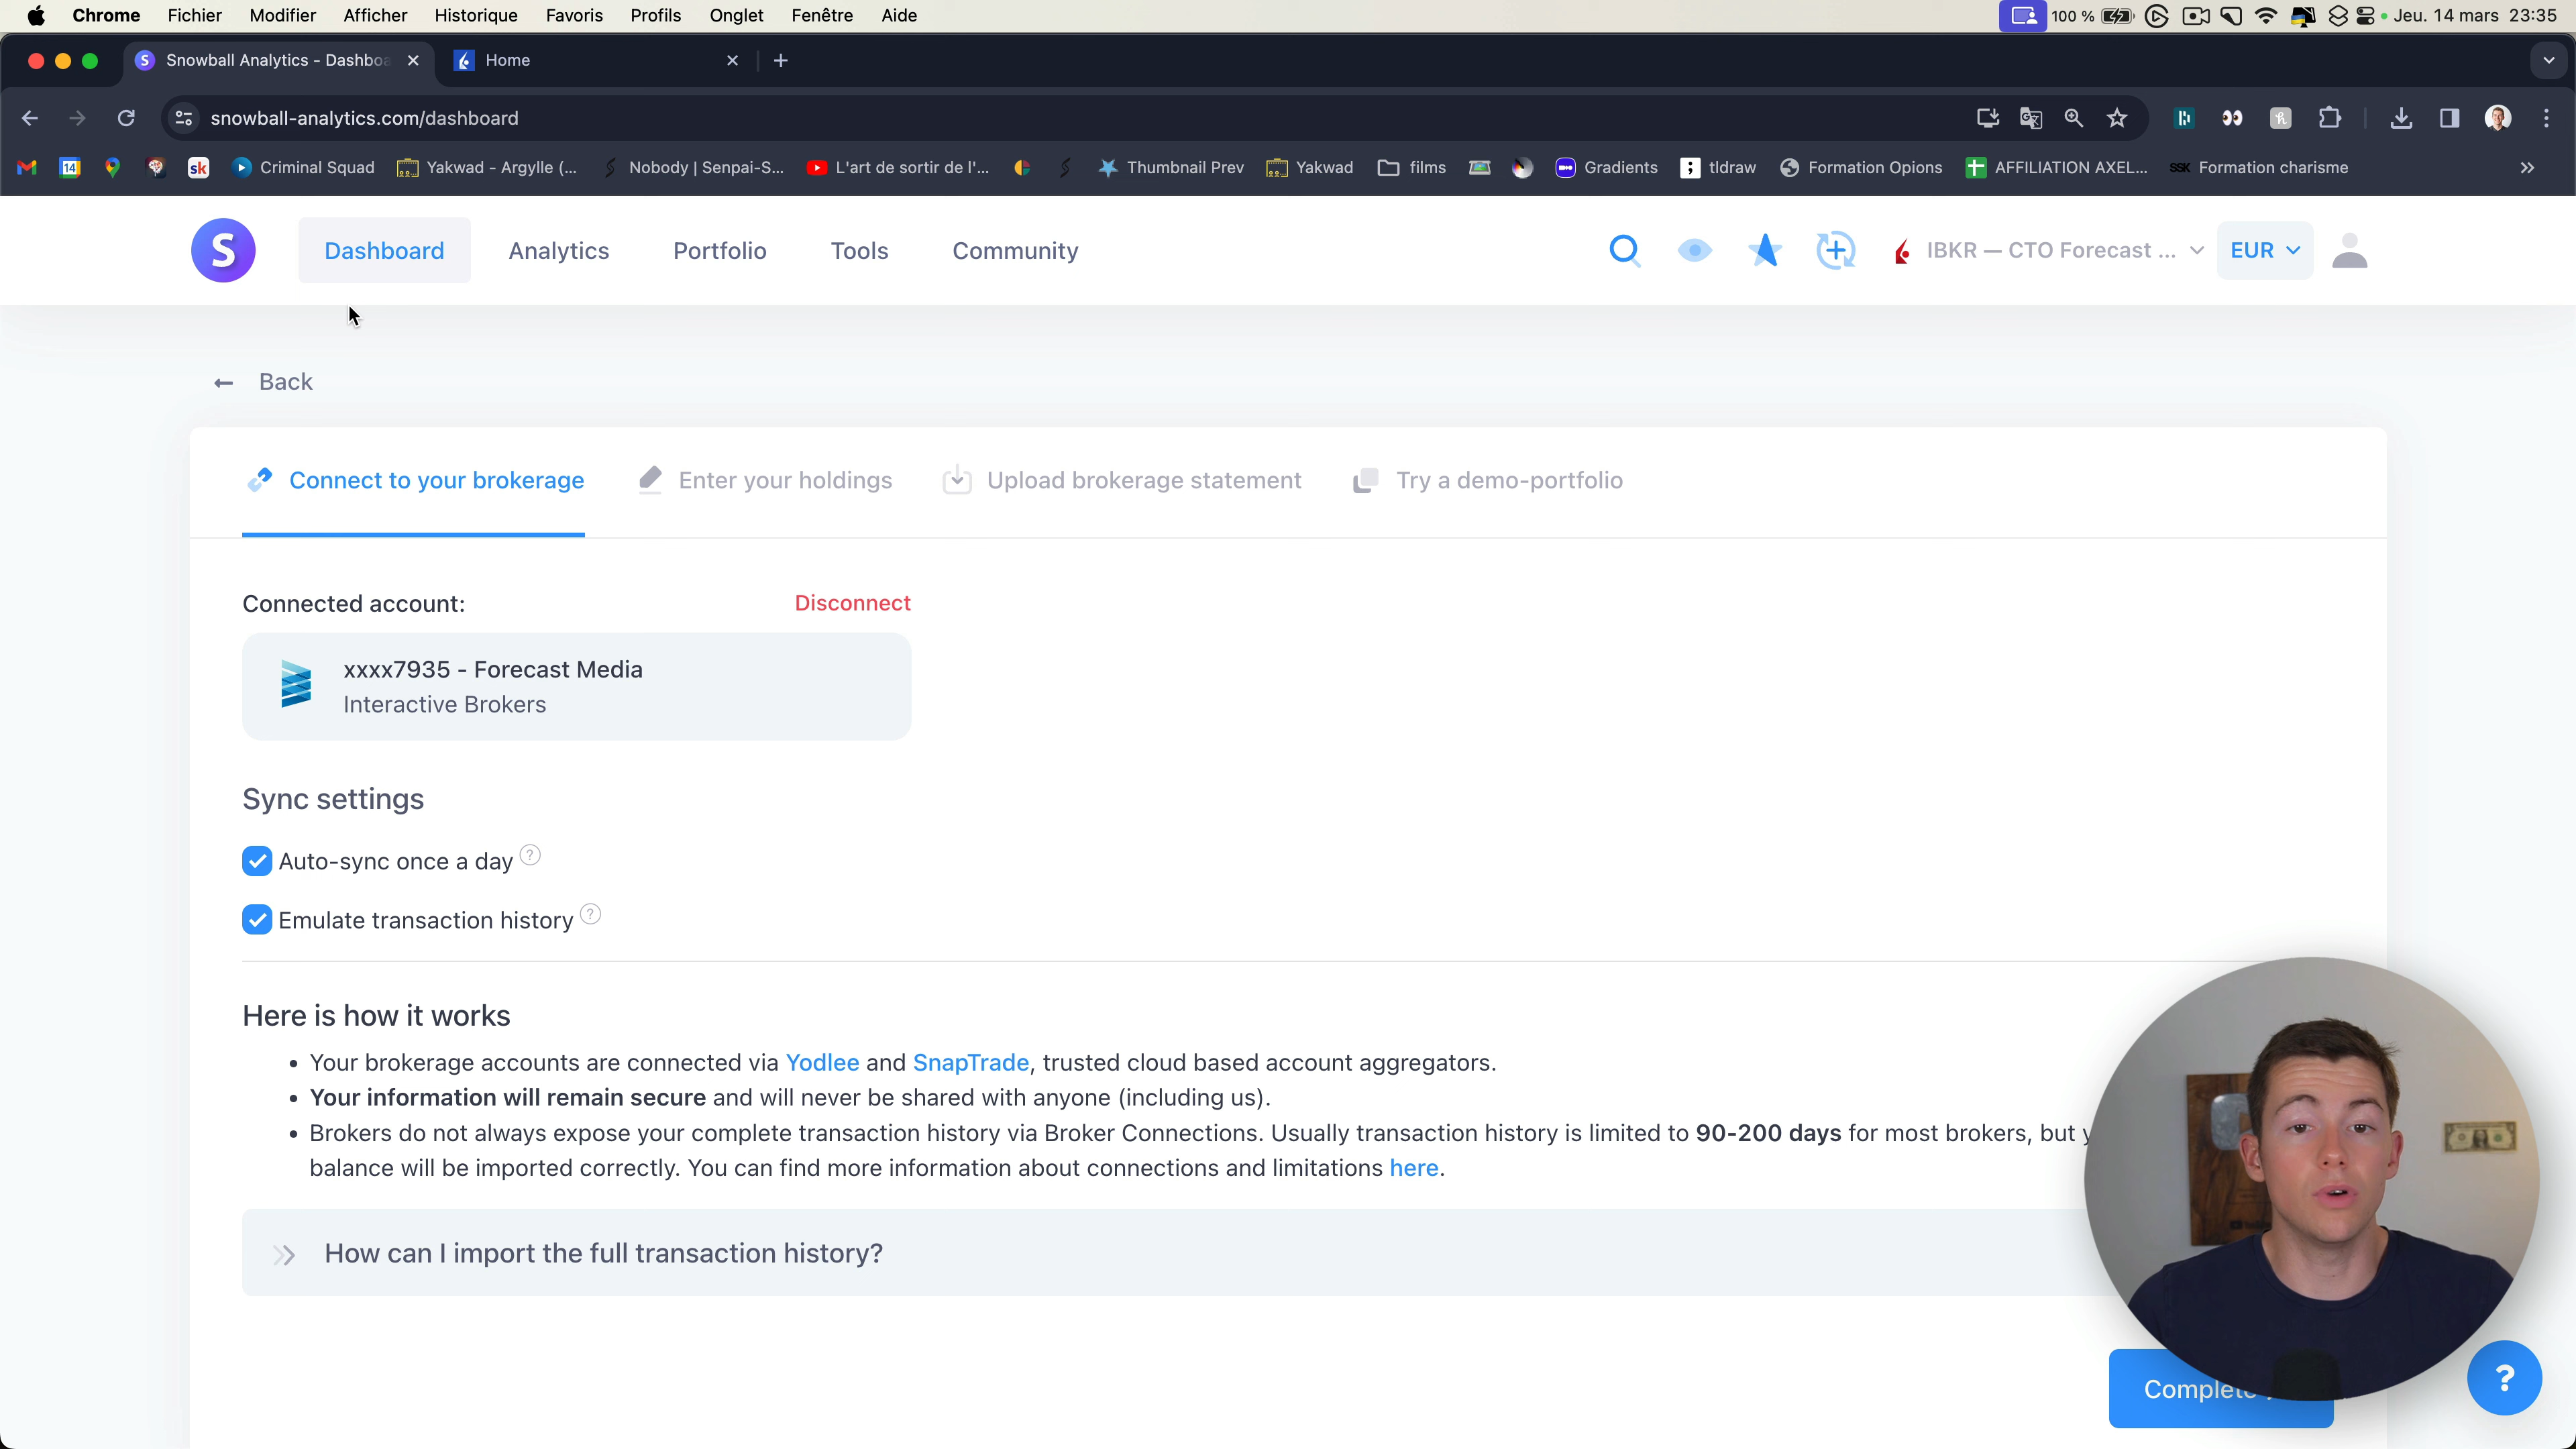 Chrome Fichier Modifier Afficher Historique Favoris Profils Onglet Fenêtre Aide 100 % Jeu. 14 mars 23:35
Snowball Analytics - Dashboa Home
snowball-analytics.com/dashboard
Criminal Squad Yakwad - Argylle (... Nobody | Senpai-S... L'art de sortir de l'... Thumbnail Prev Yakwad films Gradients tldraw Formation Opions AFFILIATION AXEL... SSK Formation charisme
S Dashboard Analytics Portfolio Tools Community IBKR — CTO Forecast ... EUR
Back
Connect to your brokerage Enter your holdings Upload brokerage statement Try a demo-portfolio
Connected account: Disconnect
xxxx7935 - Forecast Media
Interactive Brokers
Sync settings
Auto-sync once a day ?
Emulate transaction history ?
Here is how it works
• Your brokerage accounts are connected via Yodlee and SnapTrade, trusted cloud based account aggregators.
• Your information will remain secure and will never be shared with anyone (including us).
• Brokers do not always expose your complete transaction history via Broker Connections. Usually transaction history is limited to 90-200 days for most brokers, but
balance will be imported correctly. You can find more information about connections and limitations here.
How can I import the full transaction history?
Complete
?